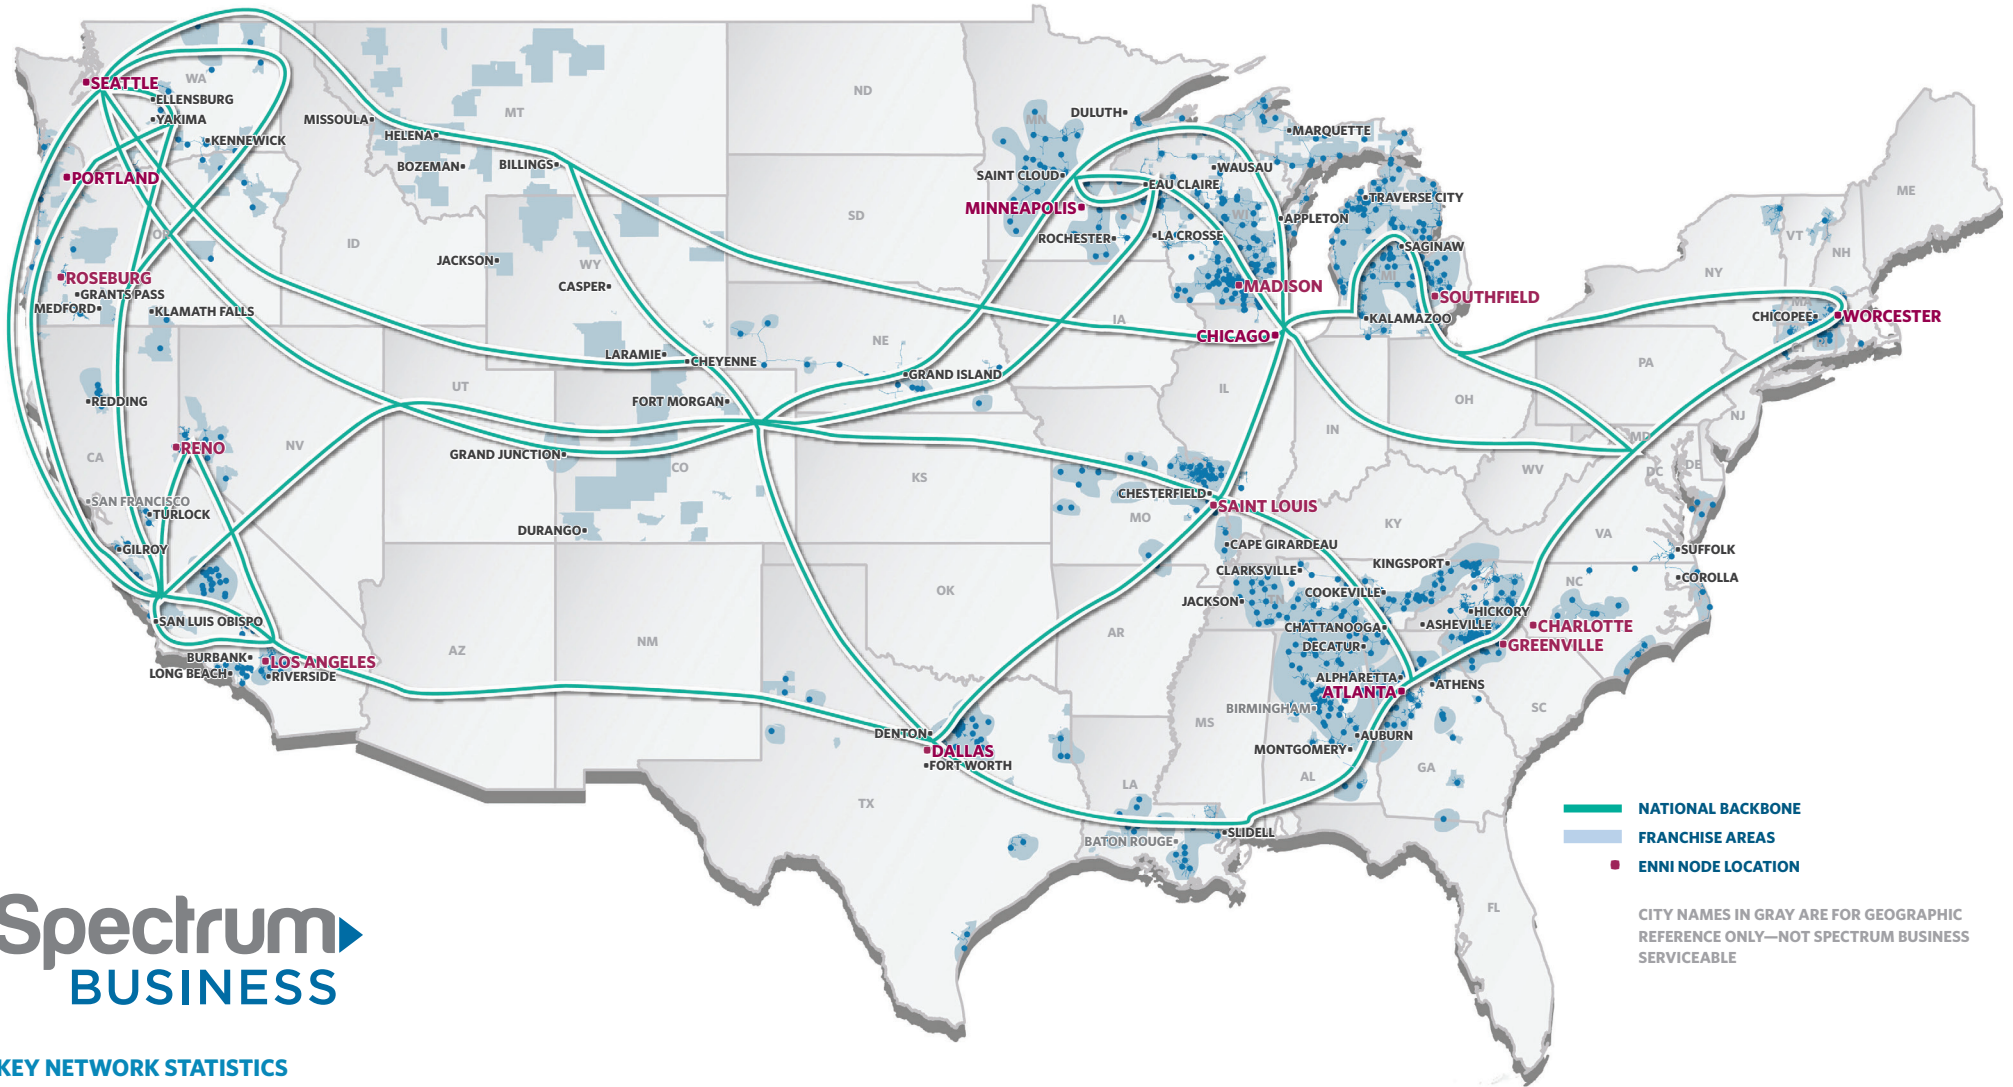 WA
SEATTLE
ELLENSBURG
YAKIMA
KENNEWICK
PORTLAND
OR
ROSEBURG
GRANTS PASS
MEDFORD
KLAMATH FALLS
MISSOULA
HELENA
MT
BOZEMAN
BILLINGS
ID
JACKSON
WY
CASPER
LARAMIE
CHEYENNE
ND
SD
NE
GRAND ISLAND
MN
DULUTH
SAINT CLOUD
MINNEAPOLIS
ROCHESTER
EAU CLAIRE
LA CROSSE
WAUSAU
WI
APPLETON
MADISON
MARQUETTE
TRAVERSE CITY
SAGINAW
MI
SOUTHFIELD
KALAMAZOO
CHICAGO
IA
IL
IN
OH
REDDING
RENO
CA
NV
UT
SAN FRANCISCO
TURLOCK
GILROY
SAN LUIS OBISPO
BURBANK
LONG BEACH
LOS ANGELES
RIVERSIDE
FORT MORGAN
GRAND JUNCTION
CO
DURANGO
KS
CHESTERFIELD
MO
SAINT LOUIS
CAPE GIRARDEAU
AZ
NM
OK
AR
KY
WV
VA
PA
NY
VT
NH
ME
MA
CHICOPEE
WORCESTER
CT
NJ
MD
DC
DE
SUFFOLK
COROLLA
NC
KINGSPORT
CLARKSVILLE
COOKEVILLE
JACKSON
CHATTANOOGA
DECATUR
HICKORY
ASHEVILLE
CHARLOTTE
GREENVILLE
ALPHARETTA
ATLANTA
ATHENS
BIRMINGHAM
AUBURN
MONTGOMERY
MS
AL
GA
SC
FL
DENTON
DALLAS
FORT WORTH
TX
LA
BATON ROUGE
SLIDELL
NATIONAL BACKBONE
FRANCHISE AREAS
ENNI NODE LOCATION
CITY NAMES IN GRAY ARE FOR GEOGRAPHIC
REFERENCE ONLY—NOT SPECTRUM BUSINESS
SERVICEABLE
Spectrum
BUSINESS
KEY NETWORK STATISTICS